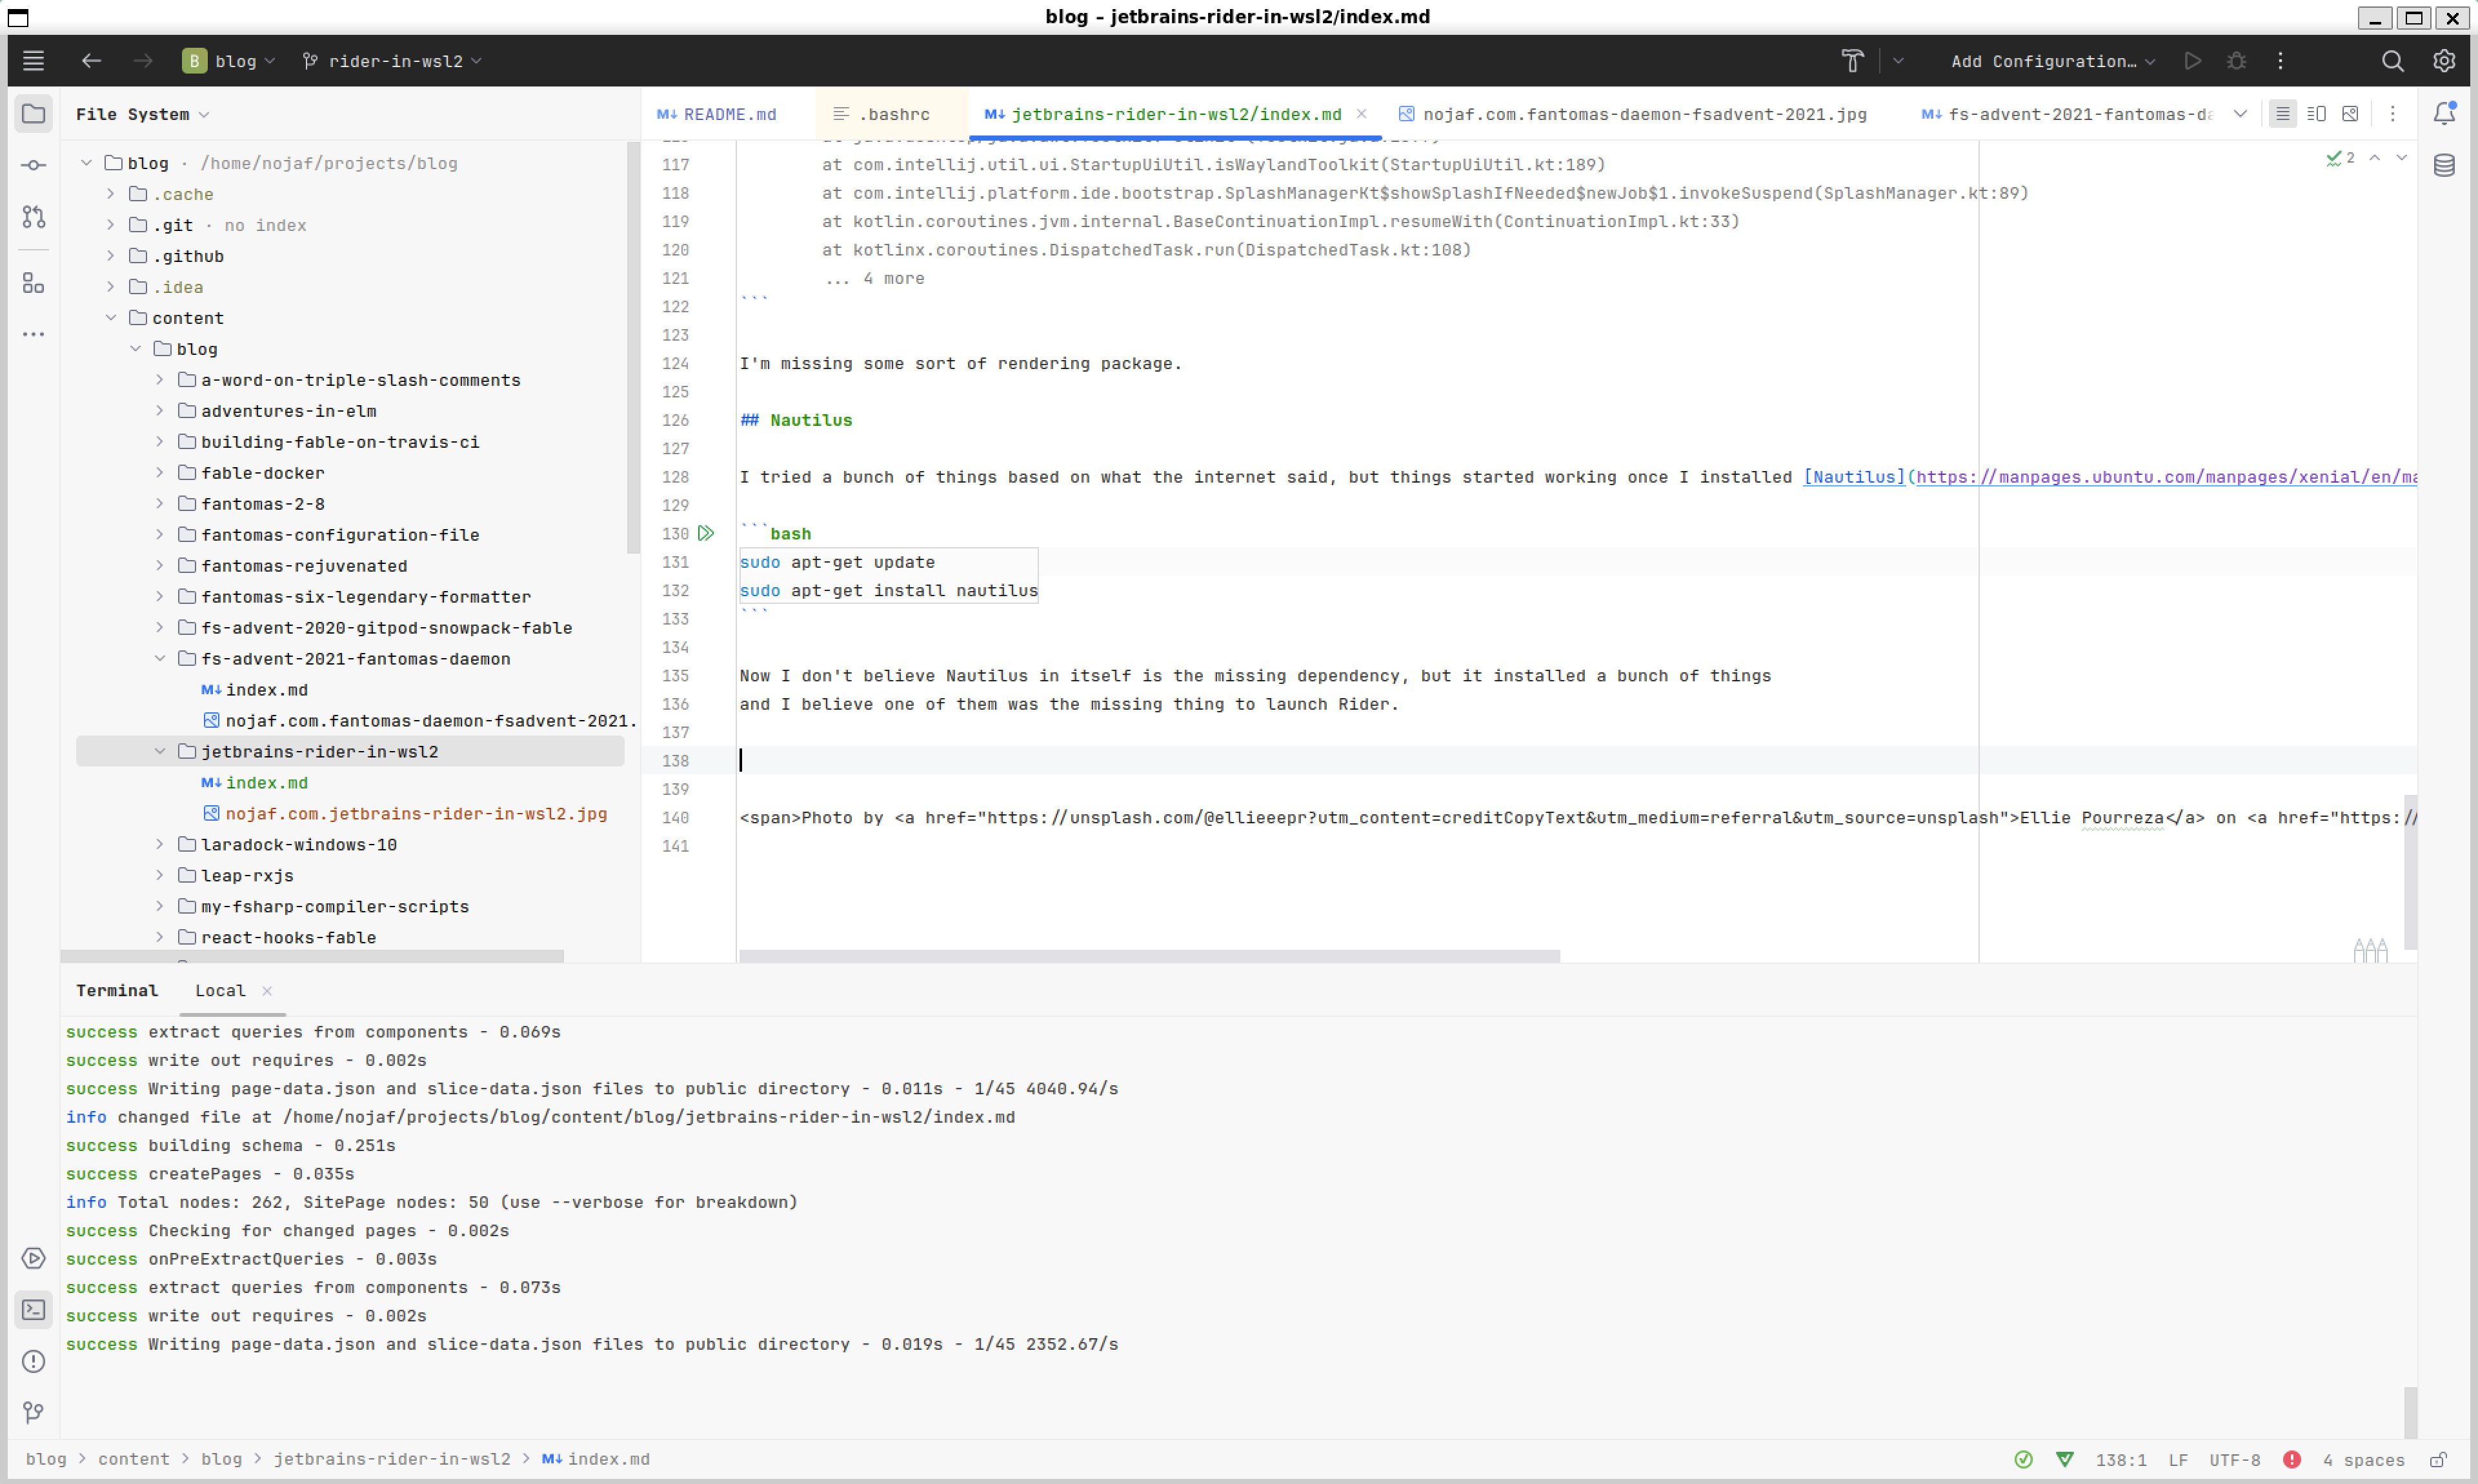 blog – jetbrains-rider-in-wsl2/index.md
B blog rider-in-wsl2 Add Configuration...
File System
README.md .bashrc jetbrains-rider-in-wsl2/index.md nojaf.com.fantomas-daemon-fsadvent-2021.jpg fs-advent-2021-fantomas-da
blog · /home/nojaf/projects/blog
.cache
.git · no index
.github
.idea
content
blog
a-word-on-triple-slash-comments
adventures-in-elm
building-fable-on-travis-ci
fable-docker
fantomas-2-8
fantomas-configuration-file
fantomas-rejuvenated
fantomas-six-legendary-formatter
fs-advent-2020-gitpod-snowpack-fable
fs-advent-2021-fantomas-daemon
M↓ index.md
nojaf.com.fantomas-daemon-fsadvent-2021.
jetbrains-rider-in-wsl2
M↓ index.md
nojaf.com.jetbrains-rider-in-wsl2.jpg
laradock-windows-10
leap-rxjs
my-fsharp-compiler-scripts
react-hooks-fable
2
117 at com.intellij.util.ui.StartupUiUtil.isWaylandToolkit(StartupUiUtil.kt:189)
118 at com.intellij.platform.ide.bootstrap.SplashManagerKt$showSplashIfNeeded$newJob$1.invokeSuspend(SplashManager.kt:89)
119 at kotlin.coroutines.jvm.internal.BaseContinuationImpl.resumeWith(ContinuationImpl.kt:33)
120 at kotlinx.coroutines.DispatchedTask.run(DispatchedTask.kt:108)
121 ... 4 more
122 ```
123
124 I'm missing some sort of rendering package.
125
126 ## Nautilus
127
128 I tried a bunch of things based on what the internet said, but things started working once I installed [Nautilus](https://manpages.ubuntu.com/manpages/xenial/en/ma
129
130 ```bash
131 sudo apt-get update
132 sudo apt-get install nautilus
133 ```
134
135 Now I don't believe Nautilus in itself is the missing dependency, but it installed a bunch of things
136 and I believe one of them was the missing thing to launch Rider.
137
138
139
140 <span>Photo by <a href="https://unsplash.com/@ellieeepr?utm_content=creditCopyText&utm_medium=referral&utm_source=unsplash">Ellie Pourreza</a> on <a href="https://
141
Terminal Local
success extract queries from components - 0.069s
success write out requires - 0.002s
success Writing page-data.json and slice-data.json files to public directory - 0.011s - 1/45 4040.94/s
info changed file at /home/nojaf/projects/blog/content/blog/jetbrains-rider-in-wsl2/index.md
success building schema - 0.251s
success createPages - 0.035s
info Total nodes: 262, SitePage nodes: 50 (use --verbose for breakdown)
success Checking for changed pages - 0.002s
success onPreExtractQueries - 0.003s
success extract queries from components - 0.073s
success write out requires - 0.002s
success Writing page-data.json and slice-data.json files to public directory - 0.019s - 1/45 2352.67/s
blog > content > blog > jetbrains-rider-in-wsl2 > M↓ index.md 138:1 LF UTF-8 4 spaces